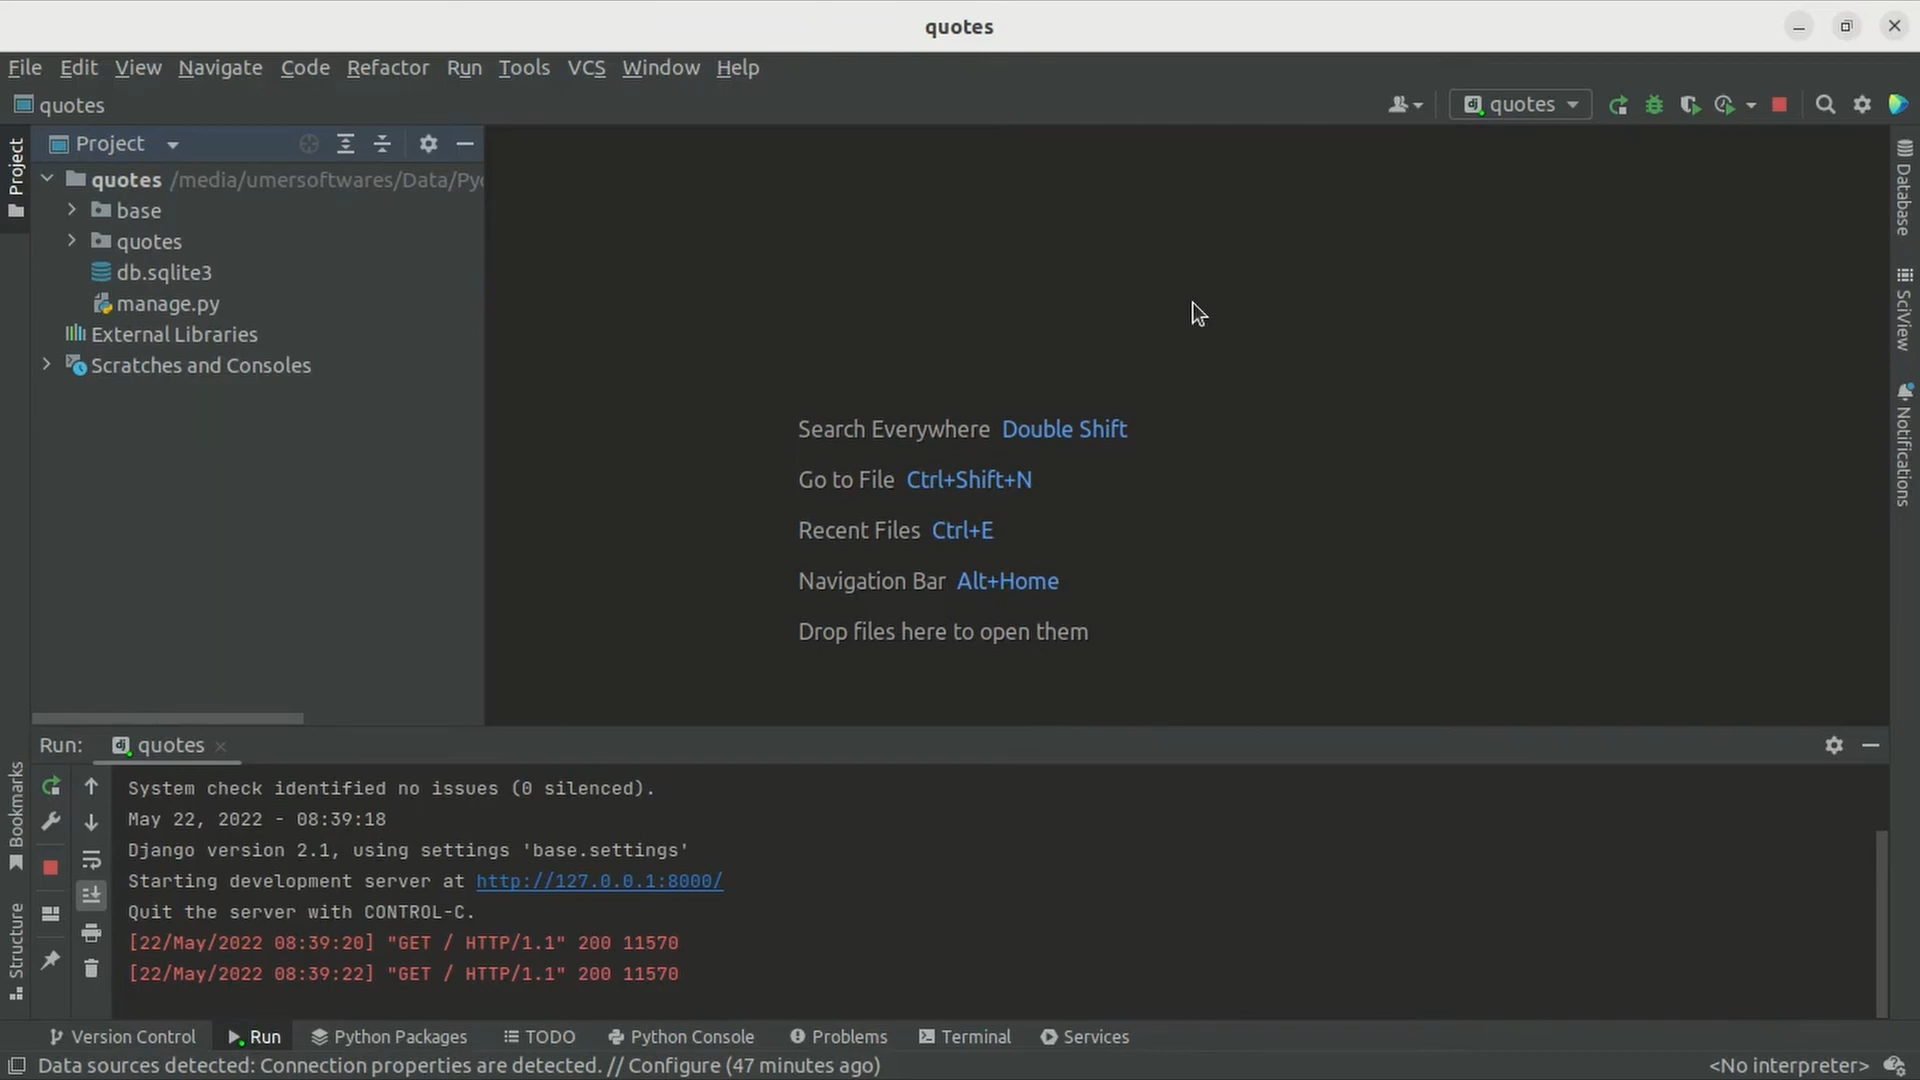 quotes
File Edit View Navigate Code Refactor Run Tools VCS Window Help
quotes
quotes
Project
Project
quotes /media/umersoftwares/Data/Py
base
quotes
db.sqlite3
manage.py
External Libraries
Scratches and Consoles
Search Everywhere Double Shift
Go to File Ctrl+Shift+N
Recent Files Ctrl+E
Navigation Bar Alt+Home
Drop files here to open them
Database
SciView
Notifications
Run: quotes
Bookmarks
Structure
System check identified no issues (0 silenced).
May 22, 2022 - 08:39:18
Django version 2.1, using settings 'base.settings'
Starting development server at http://127.0.0.1:8000/
Quit the server with CONTROL-C.
[22/May/2022 08:39:20] "GET / HTTP/1.1" 200 11570
[22/May/2022 08:39:22] "GET / HTTP/1.1" 200 11570
Version Control Run Python Packages TODO Python Console Problems Terminal Services
Data sources detected: Connection properties are detected. // Configure (47 minutes ago) <No interpreter>